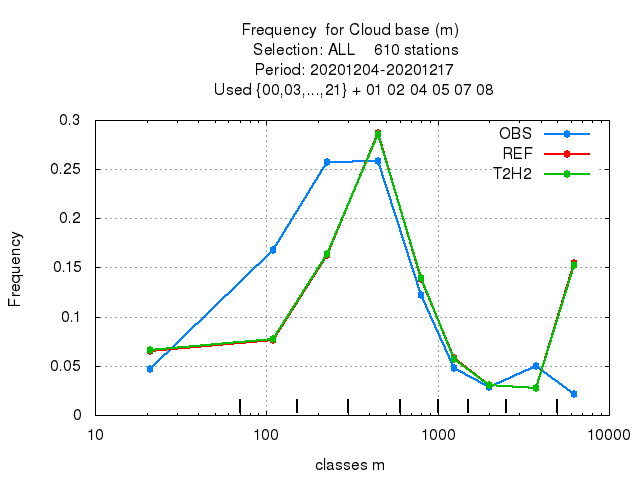 Frequency  for Cloud base (m)
Selection: ALL    610 stations
Period: 20201204-20201217
Used {00,03,...,21} + 01 02 04 05 07 08
OBS
REF
T2H2
0.3
0.25
0.2
0.15
0.1
0.05
0
Frequency
10 100 1000 10000
classes m